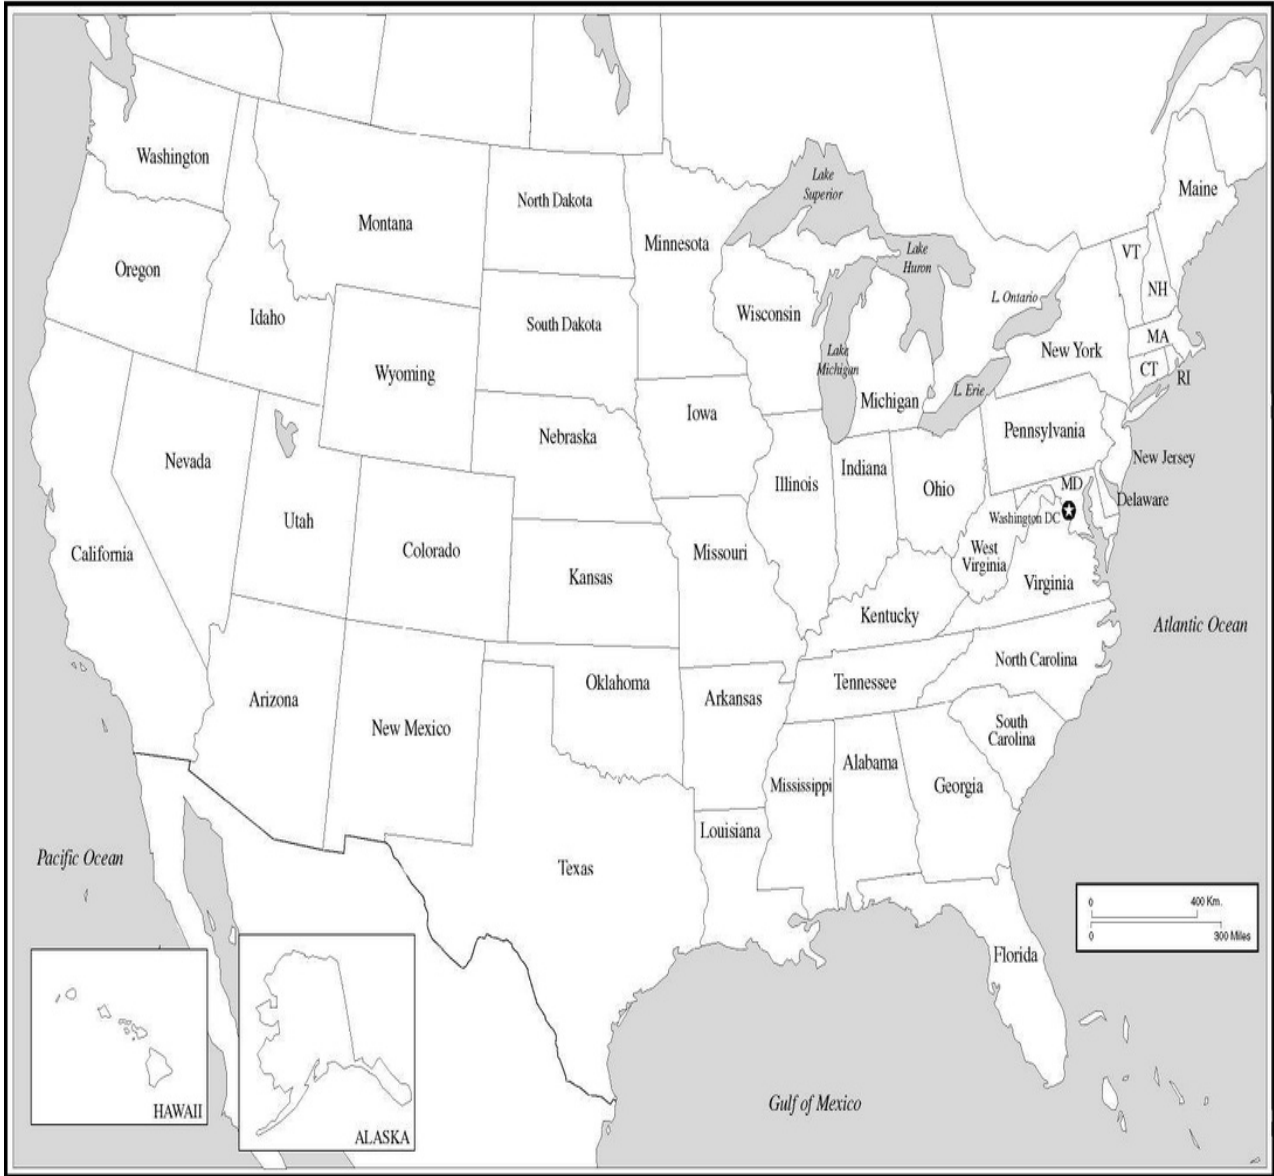 Washington
Montana
North Dakota
Minnesota
Lake
Superior
Maine
Oregon
Idaho
South Dakota
Wisconsin
Lake
Huron
VT
NH
L. Ontario
Wyoming
Lake
Michigan
Michigan
New York
MA
CT
RI
L. Erie
Iowa
Nebraska
Pennsylvania
New Jersey
Nevada
Utah
Illinois
Indiana
Ohio
MD
Delaware
Washington DC
California
Colorado
Kansas
Missouri
West
Virginia
Virginia
Kentucky
Atlantic Ocean
Arizona
New Mexico
Oklahoma
Arkansas
Tennessee
North Carolina
South
Carolina
Mississippi
Alabama
Georgia
Louisiana
Texas
Pacific Ocean
Florida
0 400 Km.
0 300 Miles
HAWAII
ALASKA
Gulf of Mexico